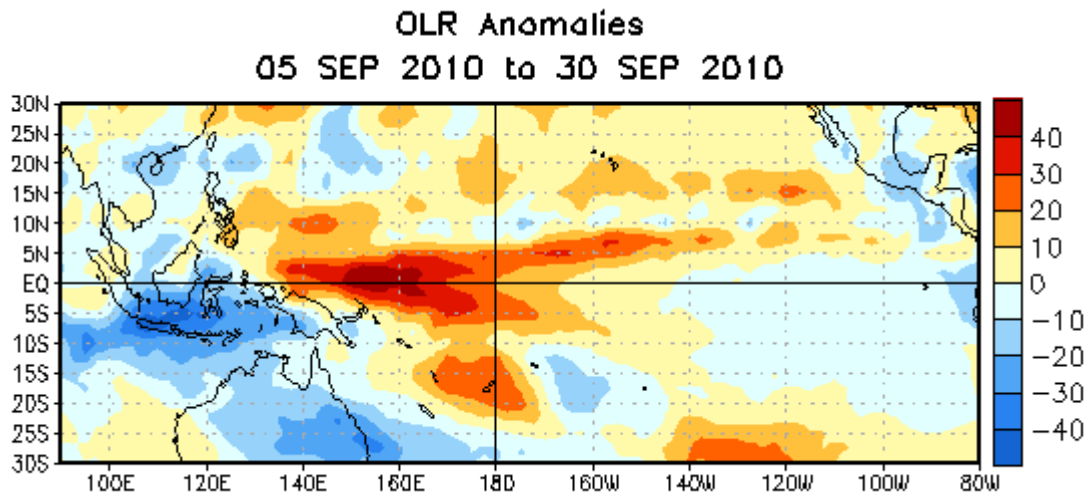 OLR Anomalies
05 SEP 2010 to 30 SEP 2010
30N
25N
20N
15N
10N
5N
EQ
5S
10S
15S
20S
25S
30S
100E 120E 140E 160E 180 160W 140W 120W 100W 80W
40
30
20
10
0
-10
-20
-30
-40